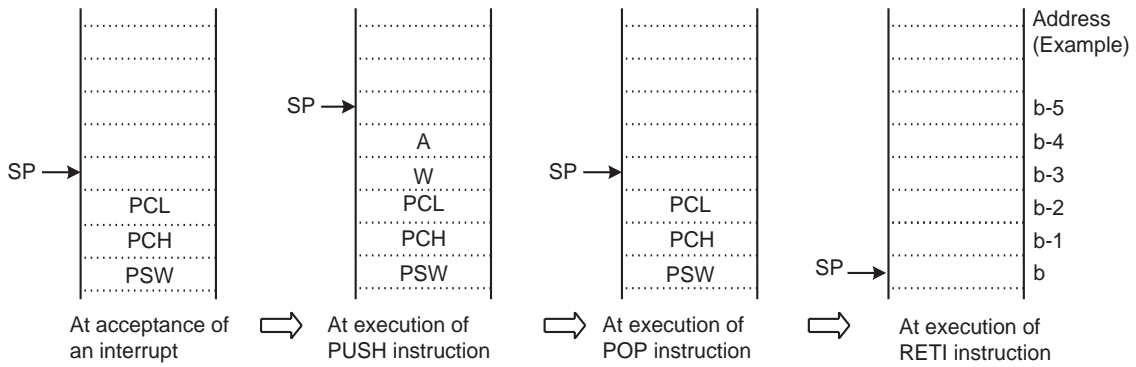 Address
(Example)
SP
b-5
A
b-4
SP
W
SP
b-3
PCL
PCL
PCL
b-2
PCH
PCH
PCH
b-1
PSW
PSW
PSW
SP
b
At acceptance of
an interrupt
At execution of
PUSH instruction
At execution of
POP instruction
At execution of
RETI instruction